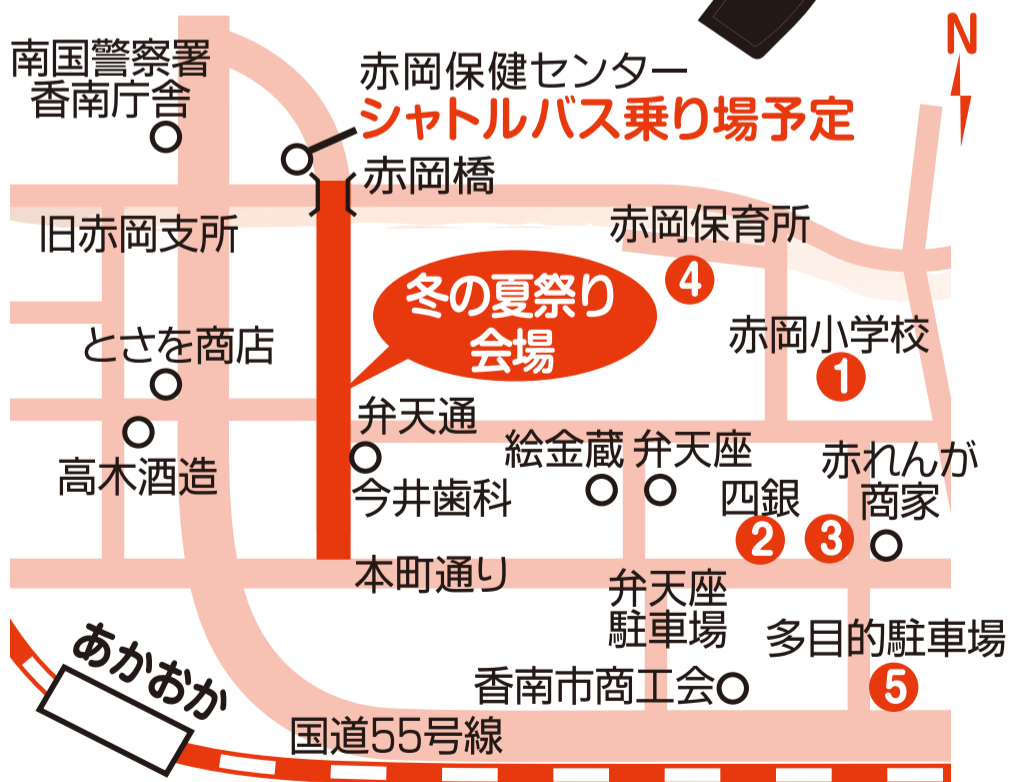 N
南国警察署
香南庁舎
赤岡保健センター
シャトルバス乗り場予定
赤岡橋
旧赤岡支所
赤岡保育所
4
冬の夏祭り
会場
赤岡小学校
1
とさを商店
高木酒造
弁天通
今井歯科
絵金蔵
弁天座
四銀
2
3
赤れんが
商家
本町通り
弁天座
駐車場
多目的駐車場
5
香南市商工会
あかおか
国道55号線